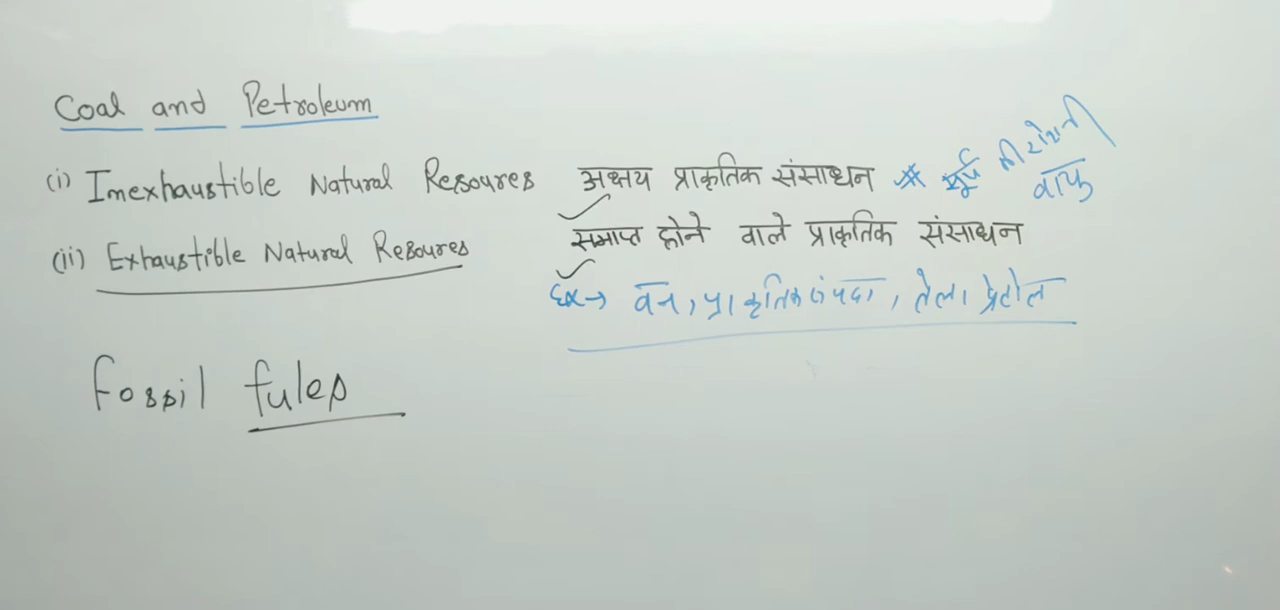 Coal and Petroleum
(i) Inexhaustible Natural Resoures अक्षय प्राकृतिक संसाधन * सूर्य की रोशनी
वायु
(ii) Exhaustible Natural Resoures समाप्त होने वाले प्राकृतिक संसाधन
Ex→ वन, प्राकृतिक संपदा, तेल। प्रेटोल
Fossil fules